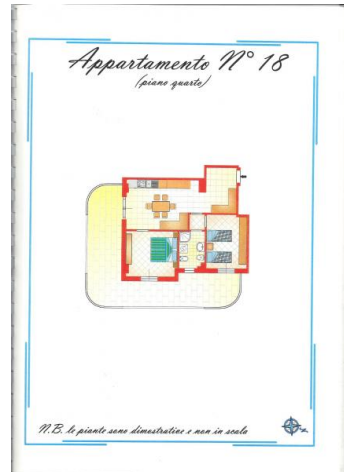 Appartamento N° 18
(piano quarto)
N.B. le piante sono dimostrative e non in scala